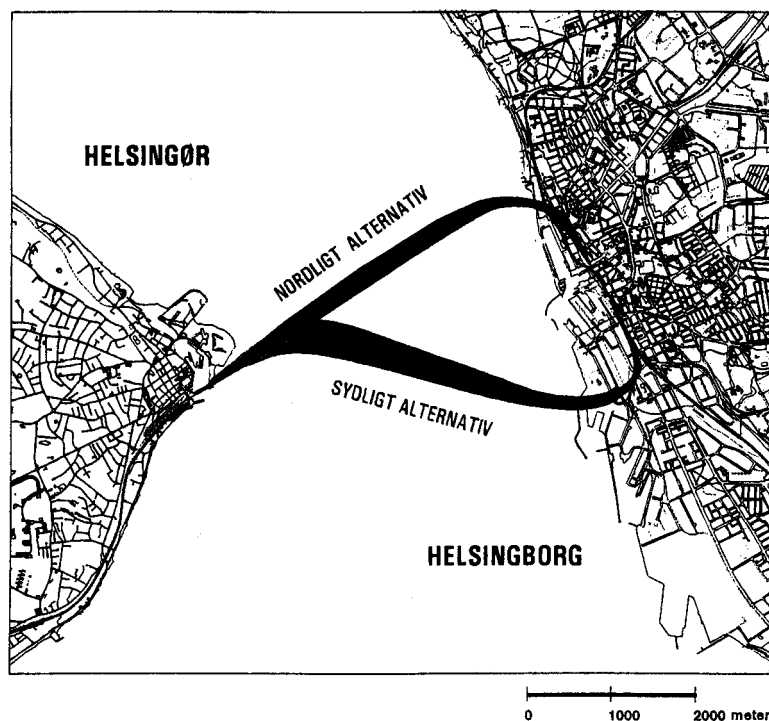 HELSINGØR
NORDLIGT ALTERNATIV
SYDLIGT ALTERNATIV
HELSINGBORG
0 1000 2000 meter